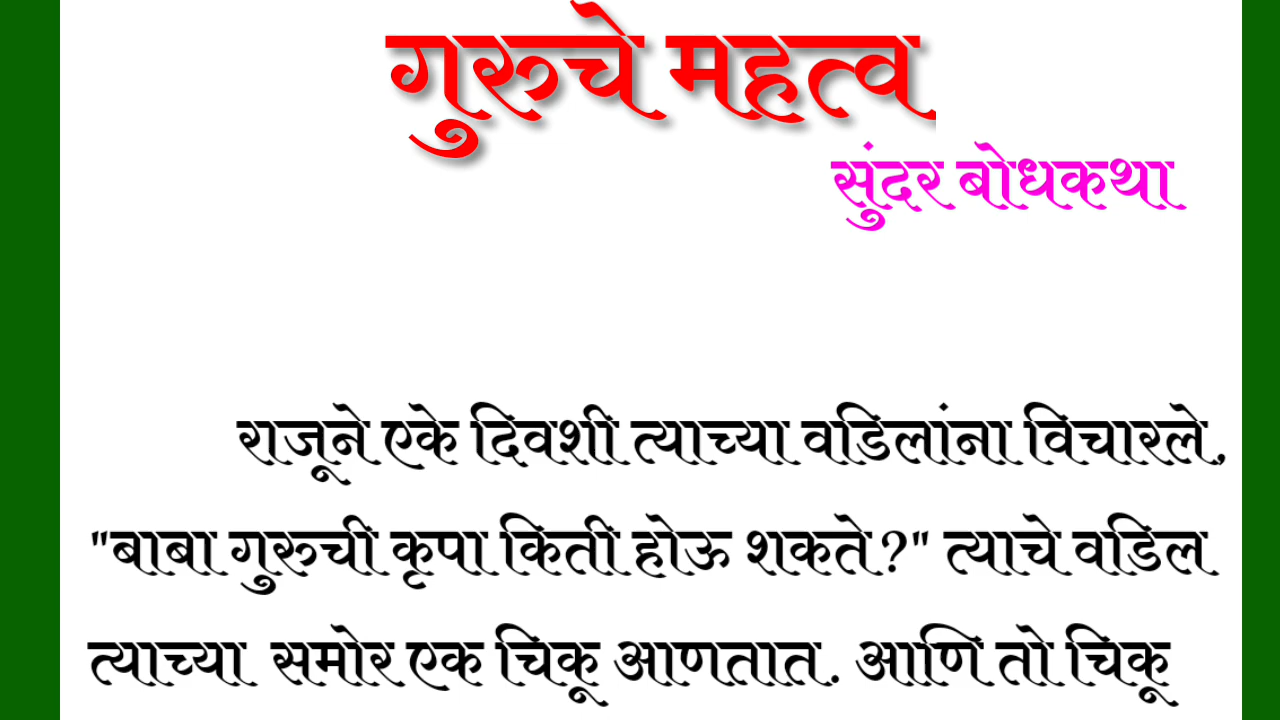 गुरुचे महत्व
सुंदर बोधकथा
राजूने एके दिवशी त्याच्या वडिलांना विचारले,
"बाबा गुरुची कृपा किती होऊ शकते?" त्याचे वडिल
त्याच्या समोर एक चिकू आणतात. आणि तो चिकू